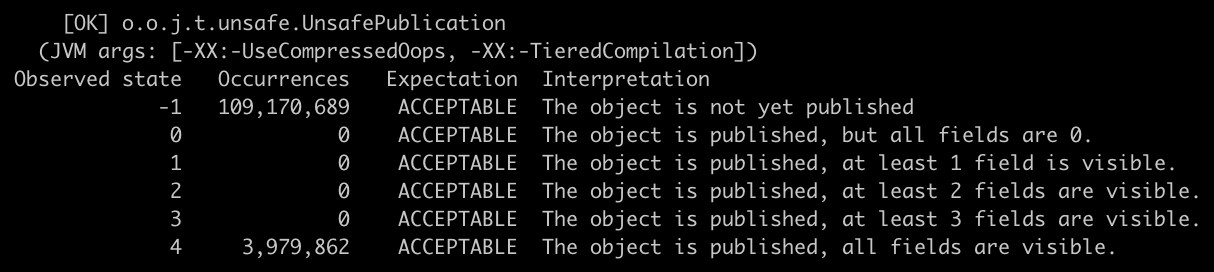 [OK] o.o.j.t.unsafe.UnsafePublication
(JVM args: [-XX:-UseCompressedOops, -XX:-TieredCompilation])
Observed state Occurrences Expectation Interpretation
-1 109,170,689 ACCEPTABLE The object is not yet published
0 0 ACCEPTABLE The object is published, but all fields are 0.
1 0 ACCEPTABLE The object is published, at least 1 field is visible.
2 0 ACCEPTABLE The object is published, at least 2 fields are visible.
3 0 ACCEPTABLE The object is published, at least 3 fields are visible.
4 3,979,862 ACCEPTABLE The object is published, all fields are visible.